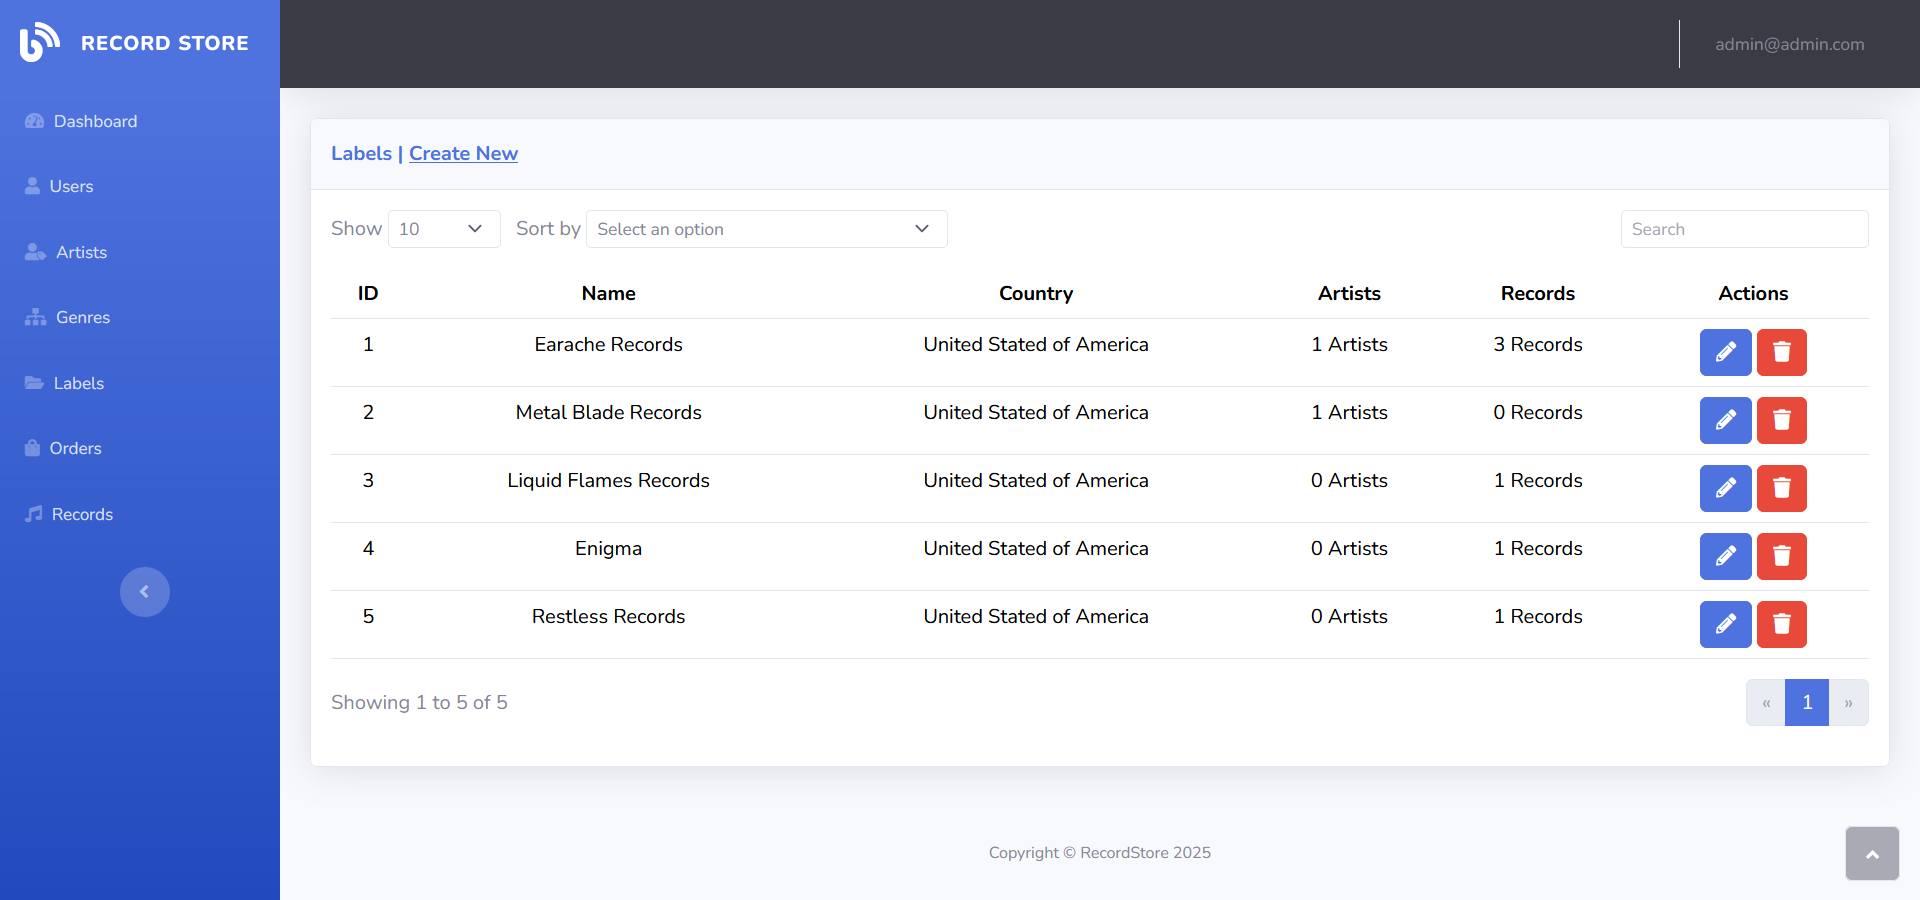 RECORD STORE
admin@admin.com
Dashboard
Users
Artists
Genres
Labels
Orders
Records
Labels | Create New
Show 10 Sort by Select an option Search
ID Name Country Artists Records Actions
1 Earache Records United Stated of America 1 Artists 3 Records
2 Metal Blade Records United Stated of America 1 Artists 0 Records
3 Liquid Flames Records United Stated of America 0 Artists 1 Records
4 Enigma United Stated of America 0 Artists 1 Records
5 Restless Records United Stated of America 0 Artists 1 Records
Showing 1 to 5 of 5 « 1 »
Copyright © RecordStore 2025